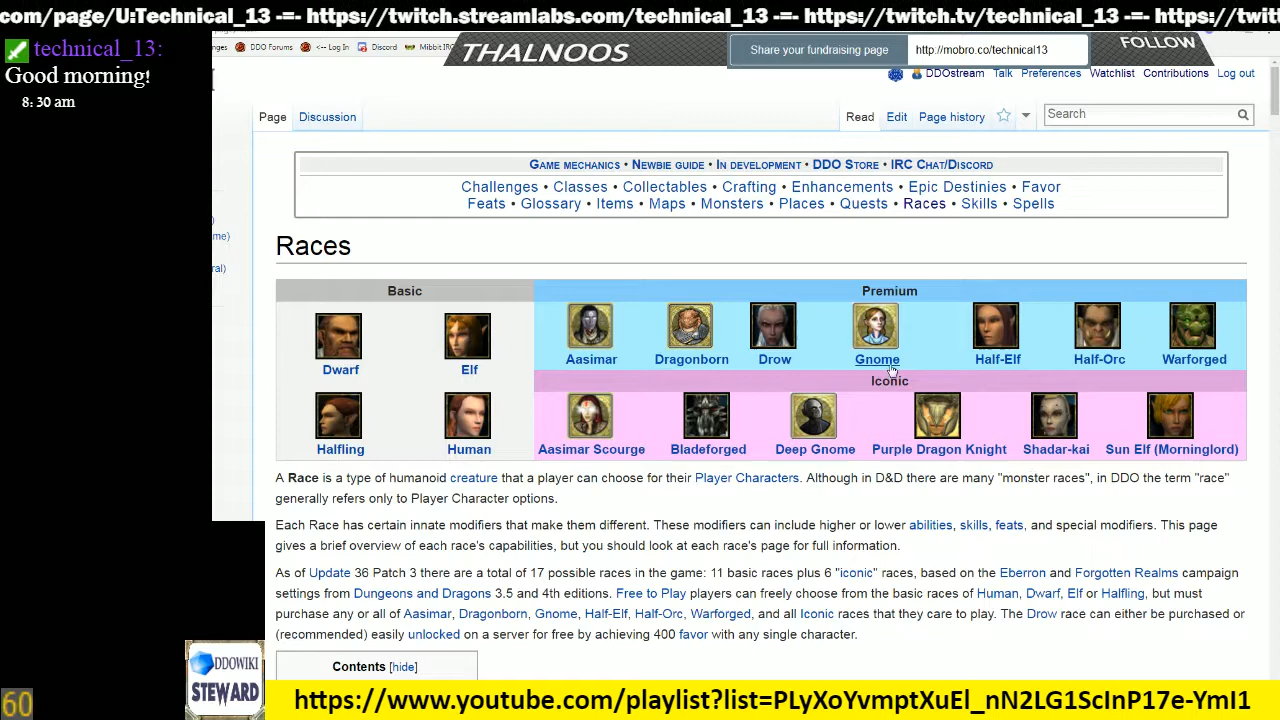 com/page/U:Technical_13 -=- https://twitch.streamlabs.com/technical_13 -=- https://twitch.tv/technical_13 -=- https://twit
technical_13:
Good morning!
8:30 am
nges DDO Forums <-- Log In Discord Mibbit IR
THALNOOS
Share your fundraising page http://mobro.co/technical13
FOLLOW
DDOstream Talk Preferences Watchlist Contributions Log out
Page Discussion Read Edit Page history Search
Game mechanics • Newbie guide • In development • DDO Store • IRC Chat/Discord
Challenges • Classes • Collectables • Crafting • Enhancements • Epic Destinies • Favor
Feats • Glossary • Items • Maps • Monsters • Places • Quests • Races • Skills • Spells
)
me)
ral)
Races
Basic Premium
Aasimar Dragonborn Drow Gnome Half-Elf Half-Orc Warforged
Dwarf Elf
Iconic
Halfling Human Aasimar Scourge Bladeforged Deep Gnome Purple Dragon Knight Shadar-kai Sun Elf (Morninglord)
A Race is a type of humanoid creature that a player can choose for their Player Characters. Although in D&D there are many "monster races", in DDO the term "race"
generally refers only to Player Character options.
Each Race has certain innate modifiers that make them different. These modifiers can include higher or lower abilities, skills, feats, and special modifiers. This page
gives a brief overview of each race's capabilities, but you should look at each race's page for full information.
As of Update 36 Patch 3 there are a total of 17 possible races in the game: 11 basic races plus 6 "iconic" races, based on the Eberron and Forgotten Realms campaign
settings from Dungeons and Dragons 3.5 and 4th editions. Free to Play players can freely choose from the basic races of Human, Dwarf, Elf or Halfling, but must
purchase any or all of Aasimar, Dragonborn, Gnome, Half-Elf, Half-Orc, Warforged, and all Iconic races that they care to play. The Drow race can either be purchased or
(recommended) easily unlocked on a server for free by achieving 400 favor with any single character.
Contents [hide]
DDOWIKI
STEWARD
60
https://www.youtube.com/playlist?list=PLyXoYvmptXuEl_nN2LG1ScInP17e-YmI1